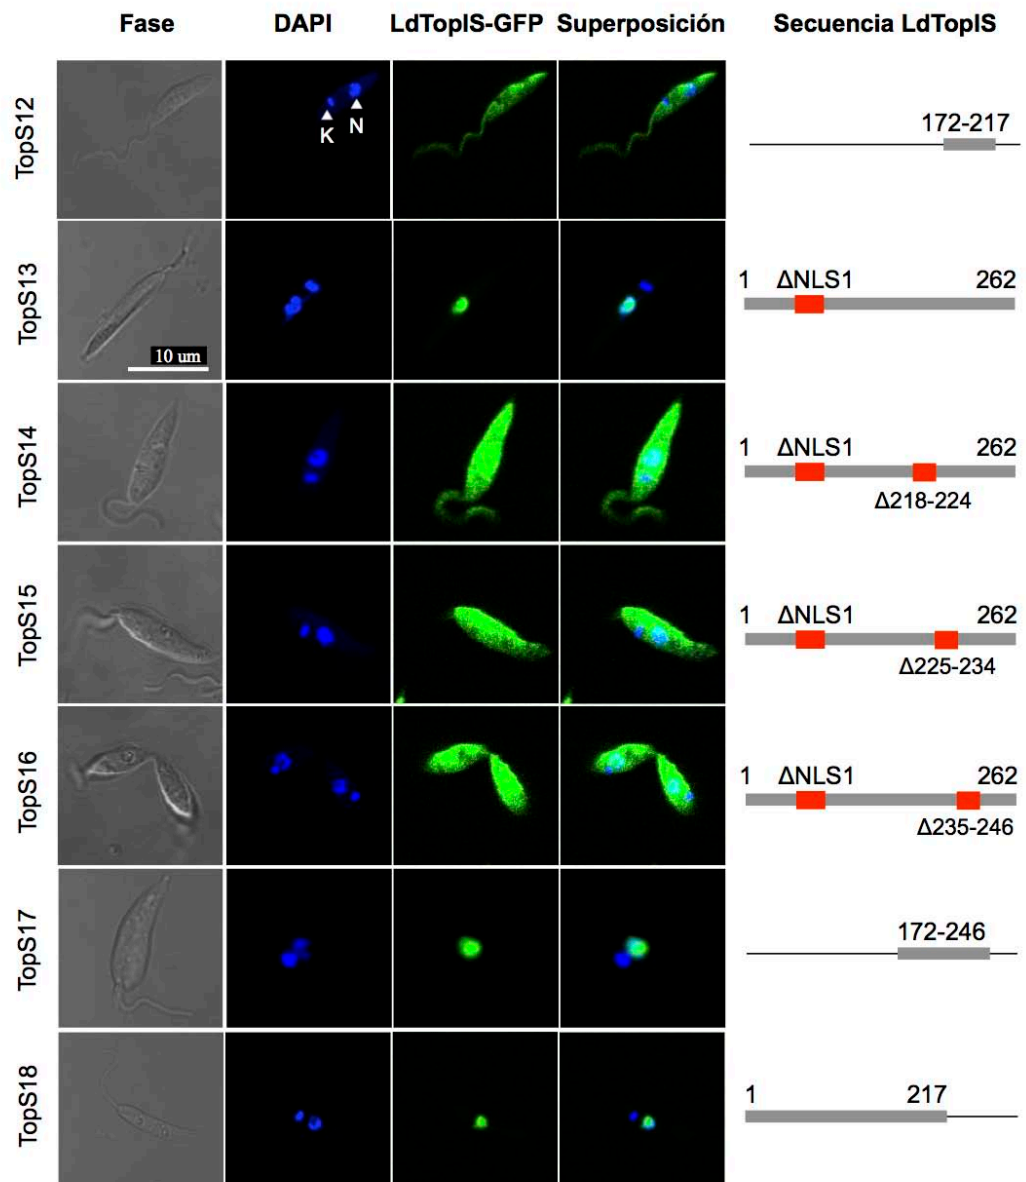 Fase DAPI LdTopIS-GFP Superposición Secuencia LdTopIS
TopS12
K N
172-217
TopS13
10 um
1 ΔNLS1 262
TopS14
1 ΔNLS1 262
Δ218-224
TopS15
1 ΔNLS1 262
Δ225-234
TopS16
1 ΔNLS1 262
Δ235-246
TopS17
172-246
TopS18
1 217